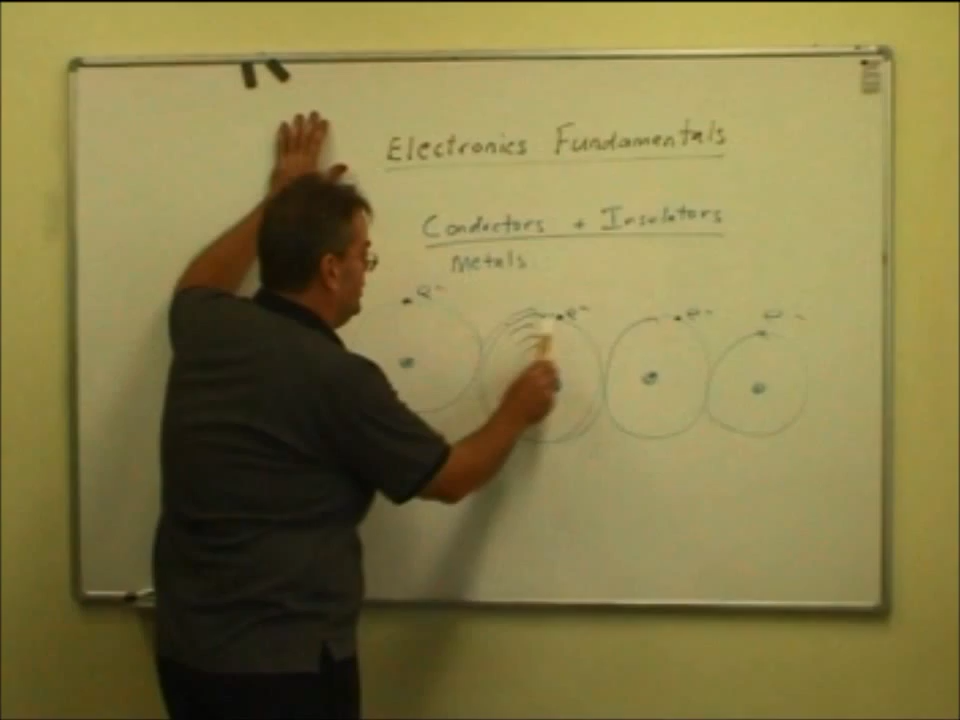 Electronics Fundamentals
Conductors + Insulators
Metals
e⁻ e⁻ e⁻ e⁻